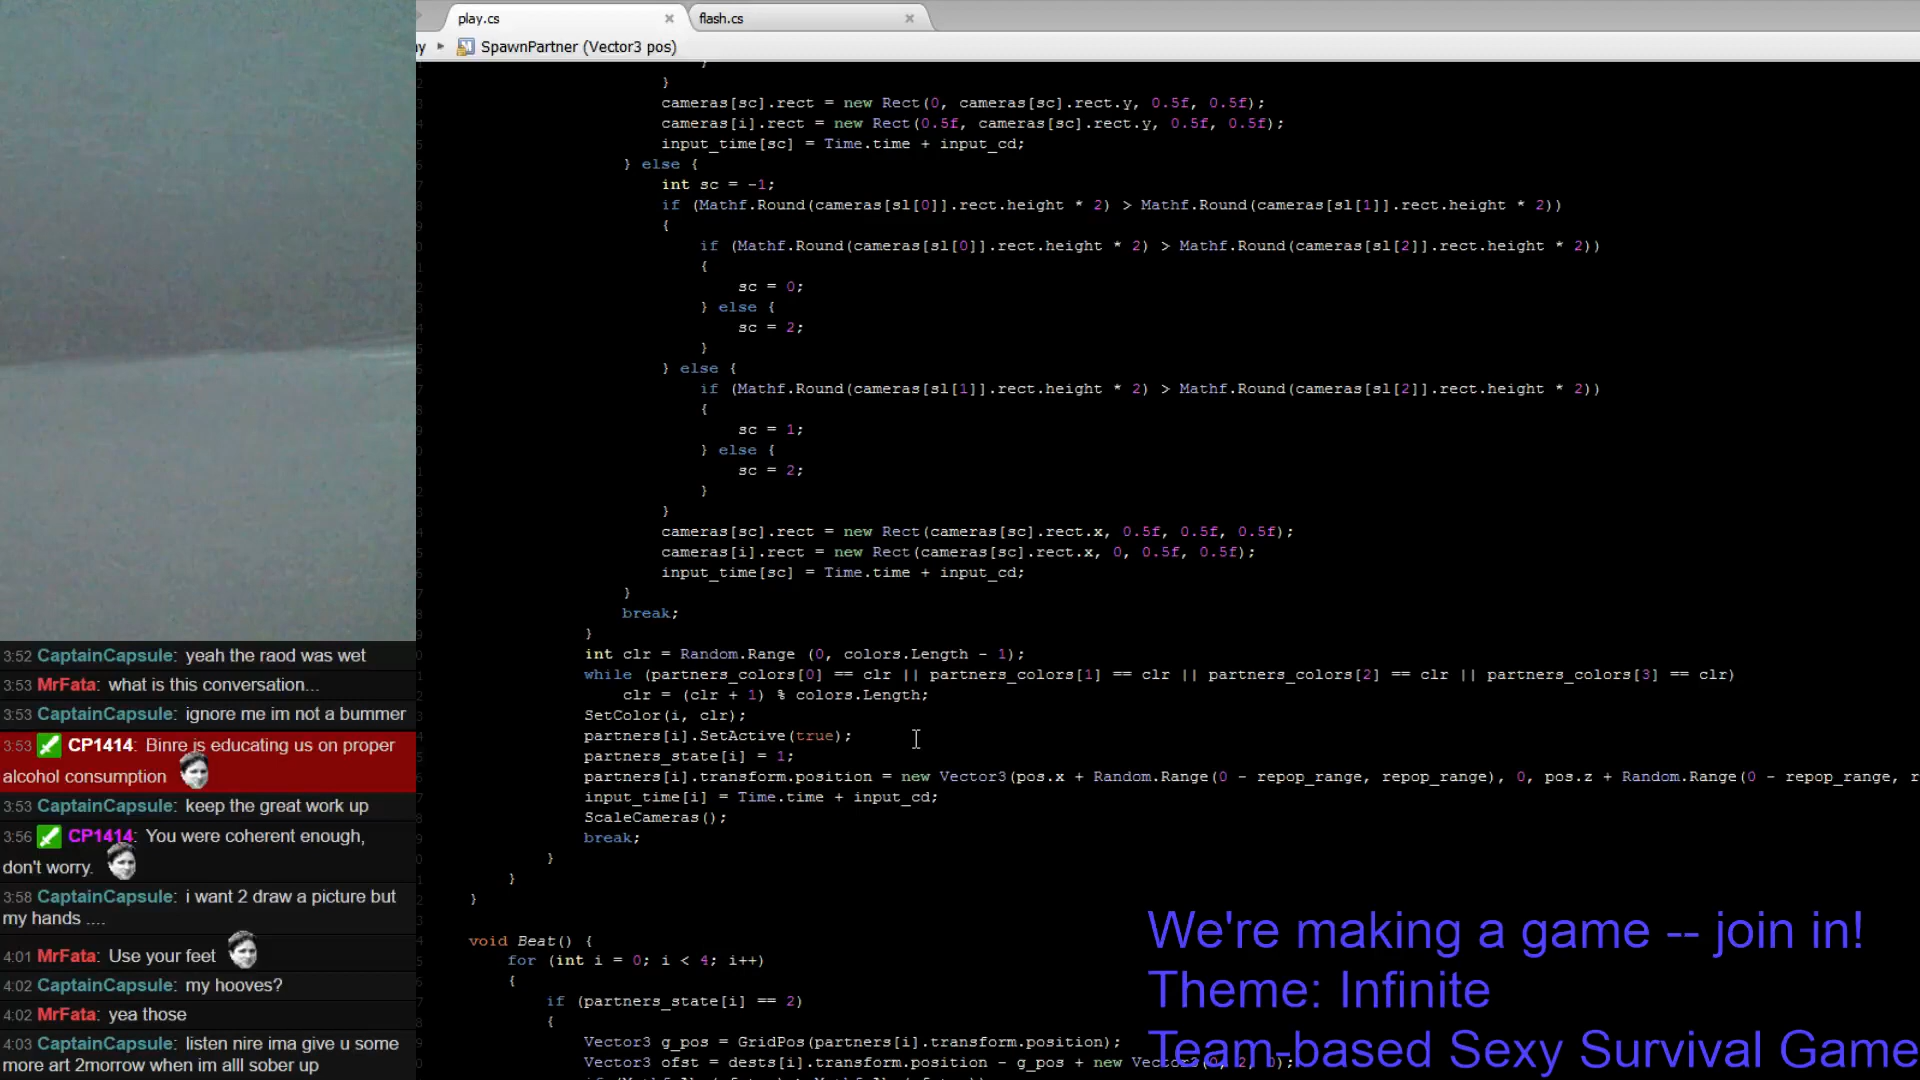 play.cs
flash.cs
SpawnPartner (Vector3 pos)
}
cameras[sc].rect = new Rect(0, cameras[sc].rect.y, 0.5f, 0.5f);
cameras[i].rect = new Rect(0.5f, cameras[sc].rect.y, 0.5f, 0.5f);
input_time[sc] = Time.time + input_cd;
} else {
int sc = -1;
if (Mathf.Round(cameras[sl[0]].rect.height * 2) > Mathf.Round(cameras[sl[1]].rect.height * 2))
{
if (Mathf.Round(cameras[sl[0]].rect.height * 2) > Mathf.Round(cameras[sl[2]].rect.height * 2))
{
sc = 0;
} else {
sc = 2;
}
} else {
if (Mathf.Round(cameras[sl[1]].rect.height * 2) > Mathf.Round(cameras[sl[2]].rect.height * 2))
{
sc = 1;
} else {
sc = 2;
}
}
cameras[sc].rect = new Rect(cameras[sc].rect.x, 0.5f, 0.5f, 0.5f);
cameras[i].rect = new Rect(cameras[sc].rect.x, 0, 0.5f, 0.5f);
input_time[sc] = Time.time + input_cd;
}
break;
}
int clr = Random.Range (0, colors.Length - 1);
while (partners_colors[0] == clr || partners_colors[1] == clr || partners_colors[2] == clr || partners_colors[3] == clr)
clr = (clr + 1) % colors.Length;
SetColor(i, clr);
partners[i].SetActive(true);
partners_state[i] = 1;
partners[i].transform.position = new Vector3(pos.x + Random.Range(0 - repop_range, repop_range), 0, pos.z + Random.Range(0 - repop_range, r
input_time[i] = Time.time + input_cd;
ScaleCameras();
break;
}
}
}
void Beat() {
for (int i = 0; i < 4; i++)
{
if (partners_state[i] == 2)
{
Vector3 g_pos = GridPos(partners[i].transform.position);
Vector3 ofst = dests[i].transform.position - g_pos + new Vector3(0, 2, 0);
3:52 CaptainCapsule: yeah the raod was wet
3:53 MrFata: what is this conversation...
3:53 CaptainCapsule: ignore me im not a bummer
3:53 CP1414: Binre is educating us on proper
alcohol consumption
3:53 CaptainCapsule: keep the great work up
3:56 CP1414: You were coherent enough,
don't worry.
3:58 CaptainCapsule: i want 2 draw a picture but
my hands ....
4:01 MrFata: Use your feet
4:02 CaptainCapsule: my hooves?
4:02 MrFata: yea those
4:03 CaptainCapsule: listen nire ima give u some
more art 2morrow when im alll sober up
We're making a game -- join in!
Theme: Infinite
Team-based Sexy Survival Game